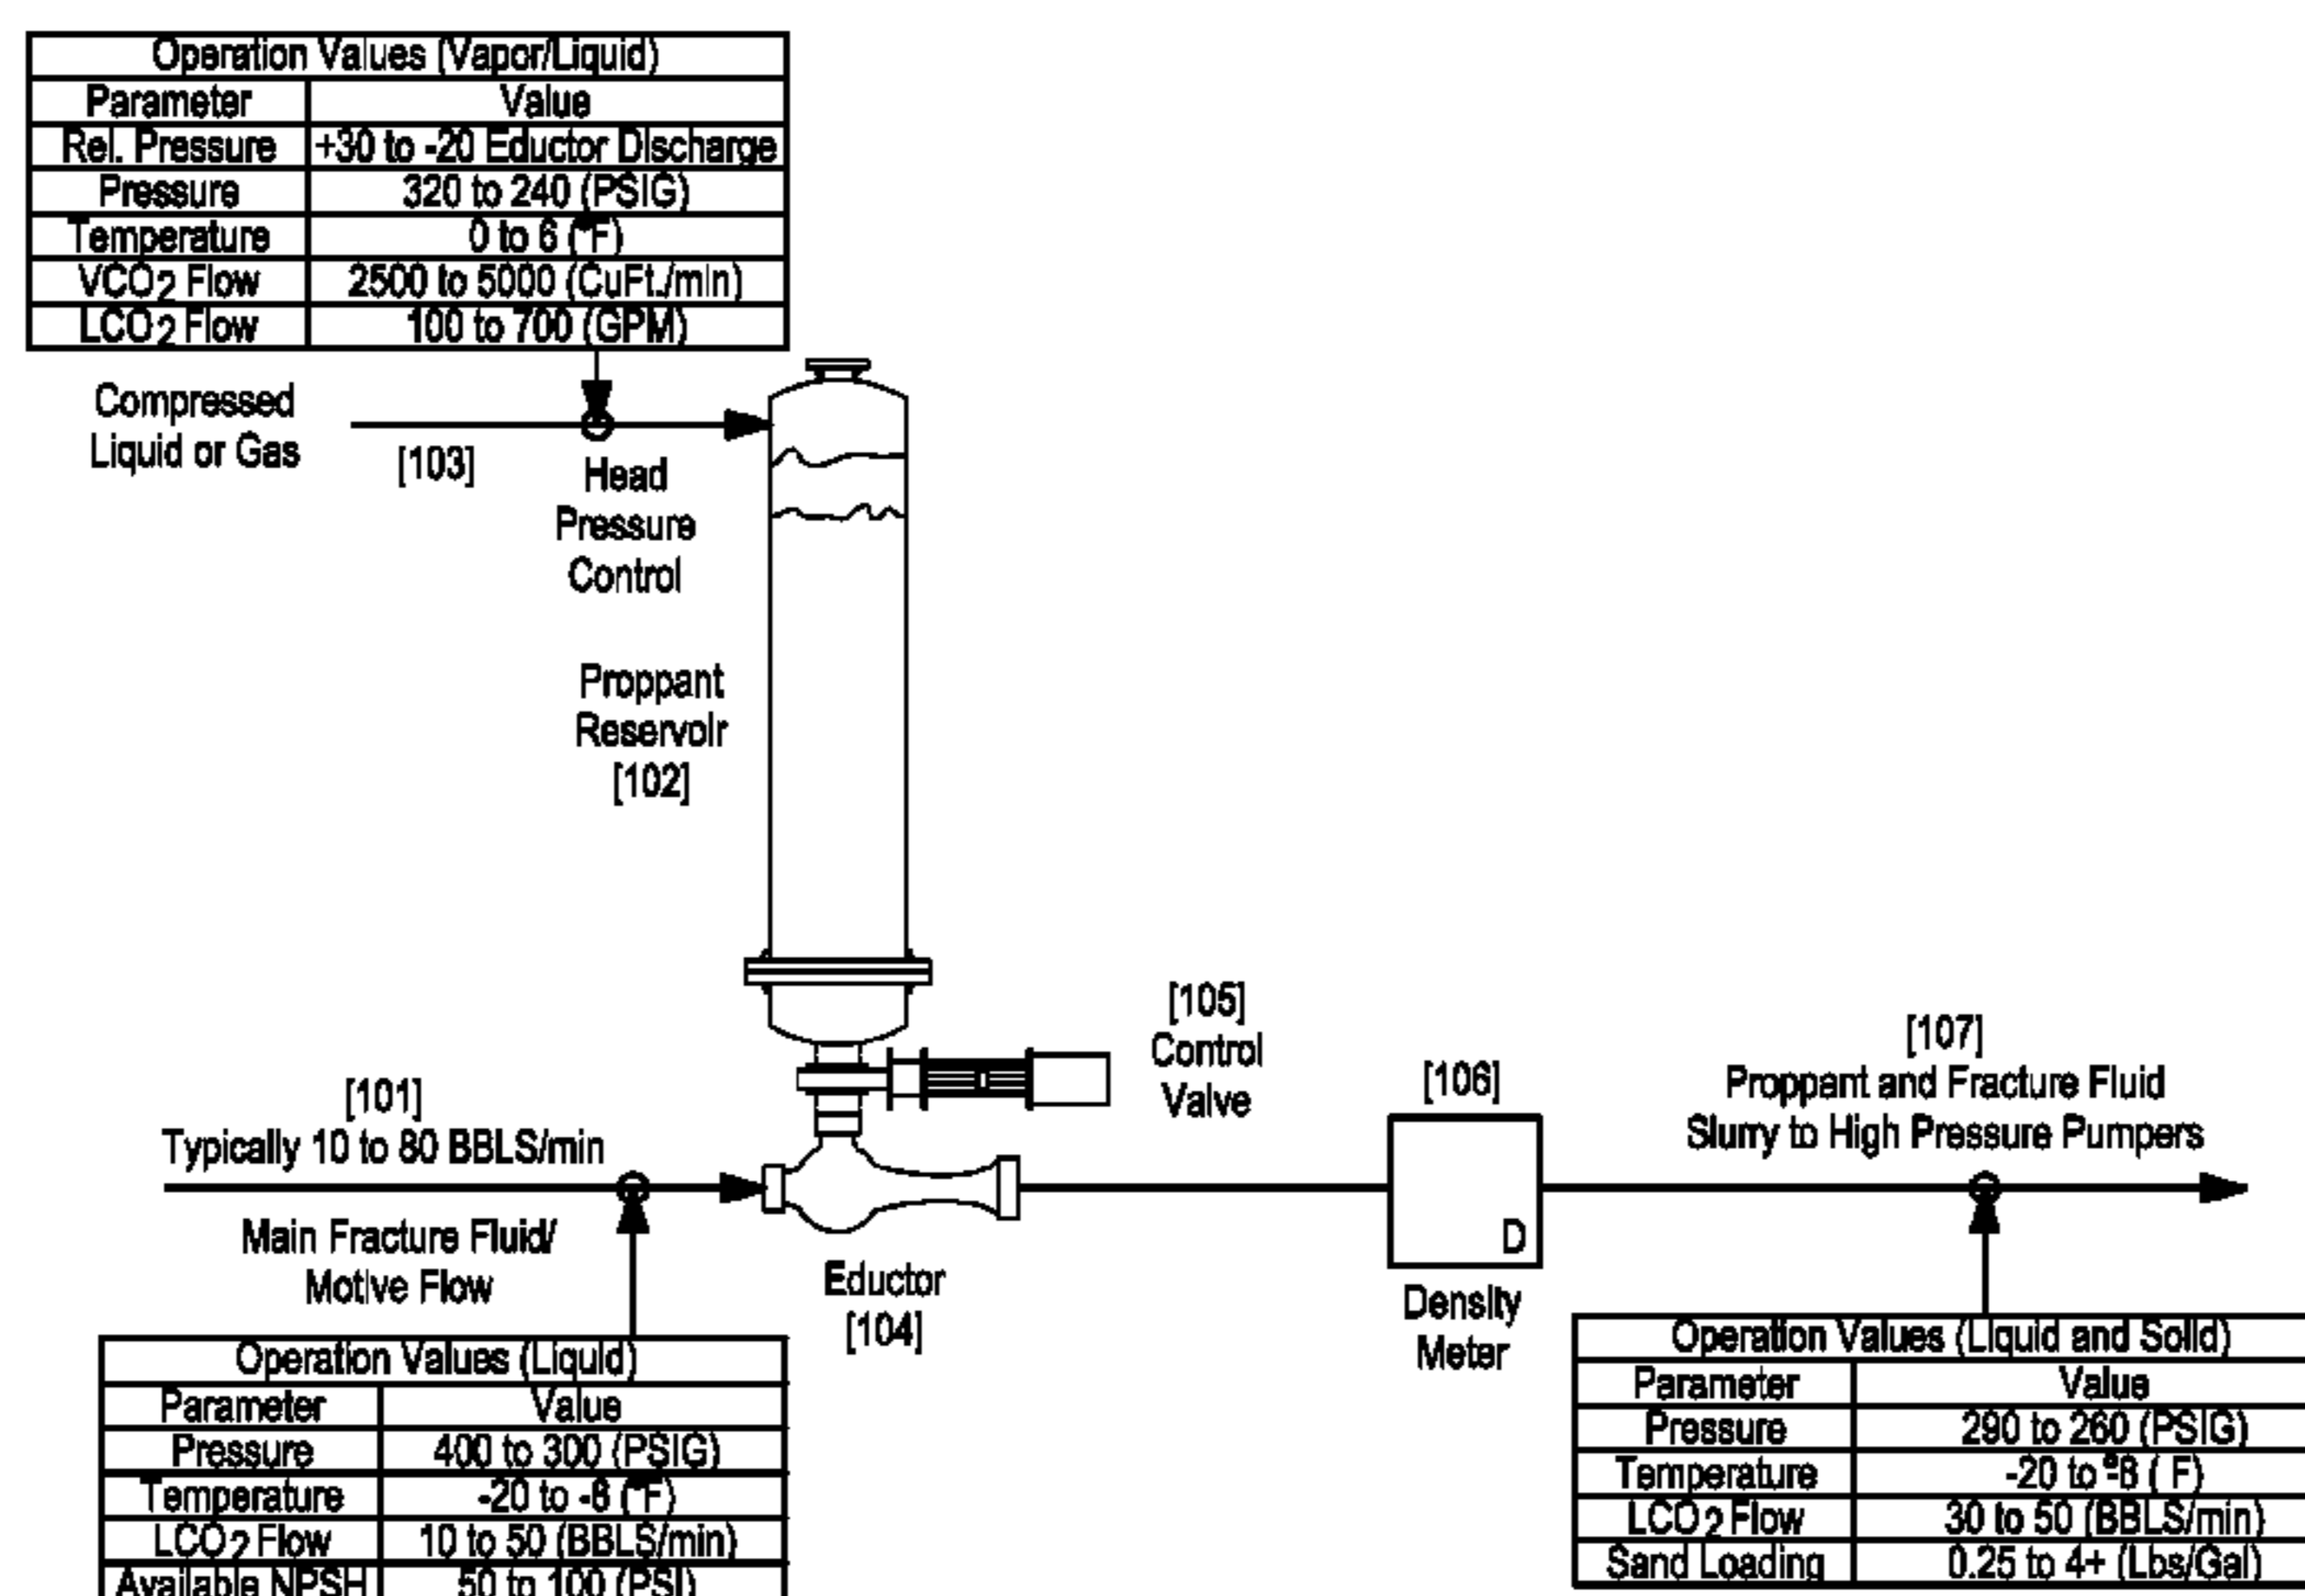 Operation Values (Vapor/Liquid)
Parameter Value
Rel. Pressure +30 to -20 Eductor Discharge
Pressure 320 to 240 (PSIG)
Temperature 0 to 6 (°F)
VCO2 Flow 2500 to 5000 (CuFt./min)
LCO2 Flow 100 to 700 (GPM)
Compressed
Liquid or Gas
[103]
Head
Pressure
Control
Proppant
Reservoir
[102]
[105]
Control
Valve
[101]
Typically 10 to 80 BBLS/min
Main Fracture Fluid/
Motive Flow
Eductor
[104]
[106]
D
Density
Meter
[107]
Proppant and Fracture Fluid
Slurry to High Pressure Pumpers
Operation Values (Liquid)
Parameter Value
Pressure 400 to 300 (PSIG)
Temperature -20 to -8 (°F)
LCO2 Flow 10 to 50 (BBLS/min)
Available NPSH 50 to 100 (PSI)
Operation Values (Liquid and Solid)
Parameter Value
Pressure 290 to 260 (PSIG)
Temperature -20 to -8 (°F)
LCO2 Flow 30 to 50 (BBLS/min)
Sand Loading 0.25 to 4+ (Lbs/Gal)